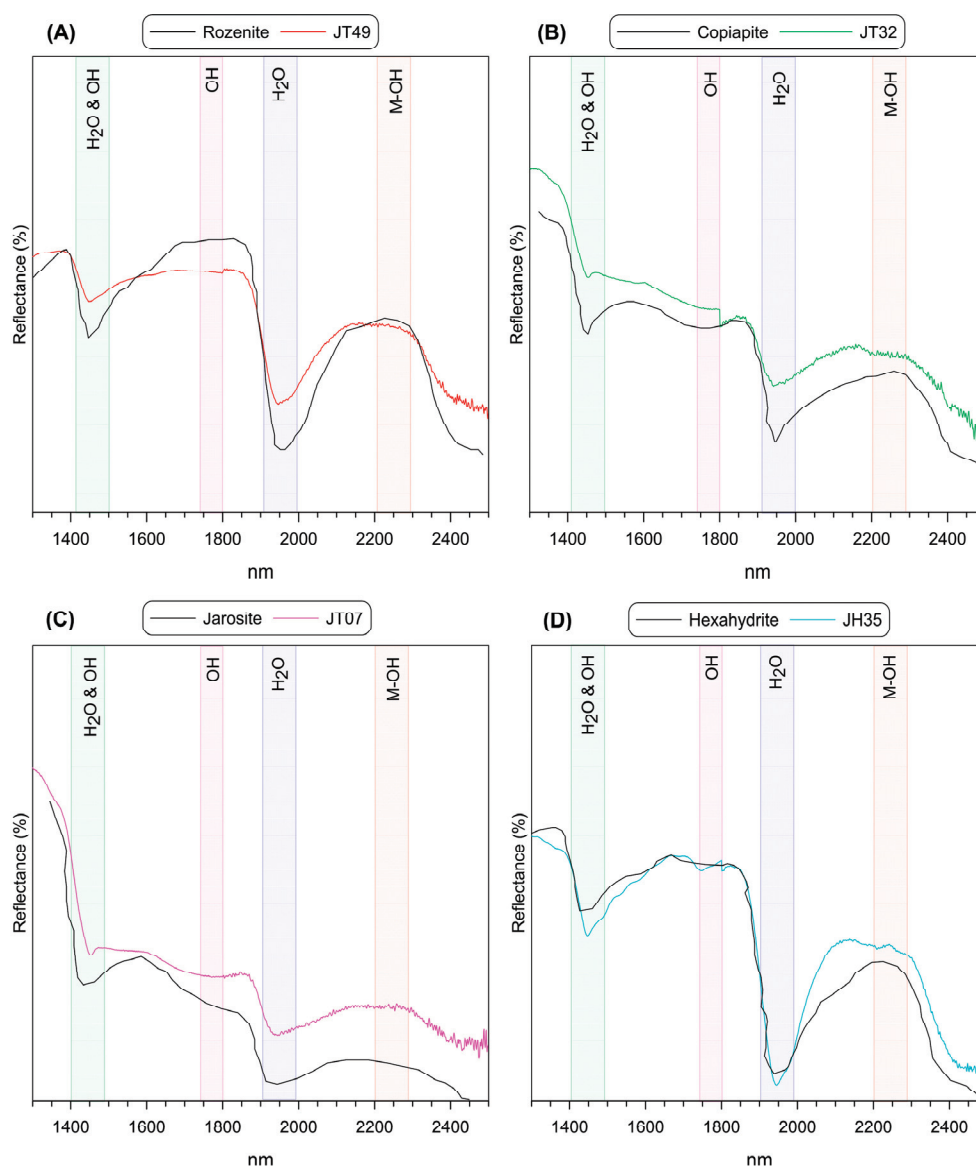 (A)
Rozenite JT49
H₂O & OH
OH
H₂O
M-OH
Reflectance (%)
1400 1600 1800 2000 2200 2400
nm
(B)
Copiapite JT32
H₂O & OH
OH
H₂O
M-OH
Reflectance (%)
1400 1600 1800 2000 2200 2400
nm
(C)
Jarosite JT07
H₂O & OH
OH
H₂O
M-OH
Reflectance (%)
1400 1600 1800 2000 2200 2400
nm
(D)
Hexahydrite JH35
H₂O & OH
OH
H₂O
M-OH
Reflectance (%)
1400 1600 1800 2000 2200 2400
nm